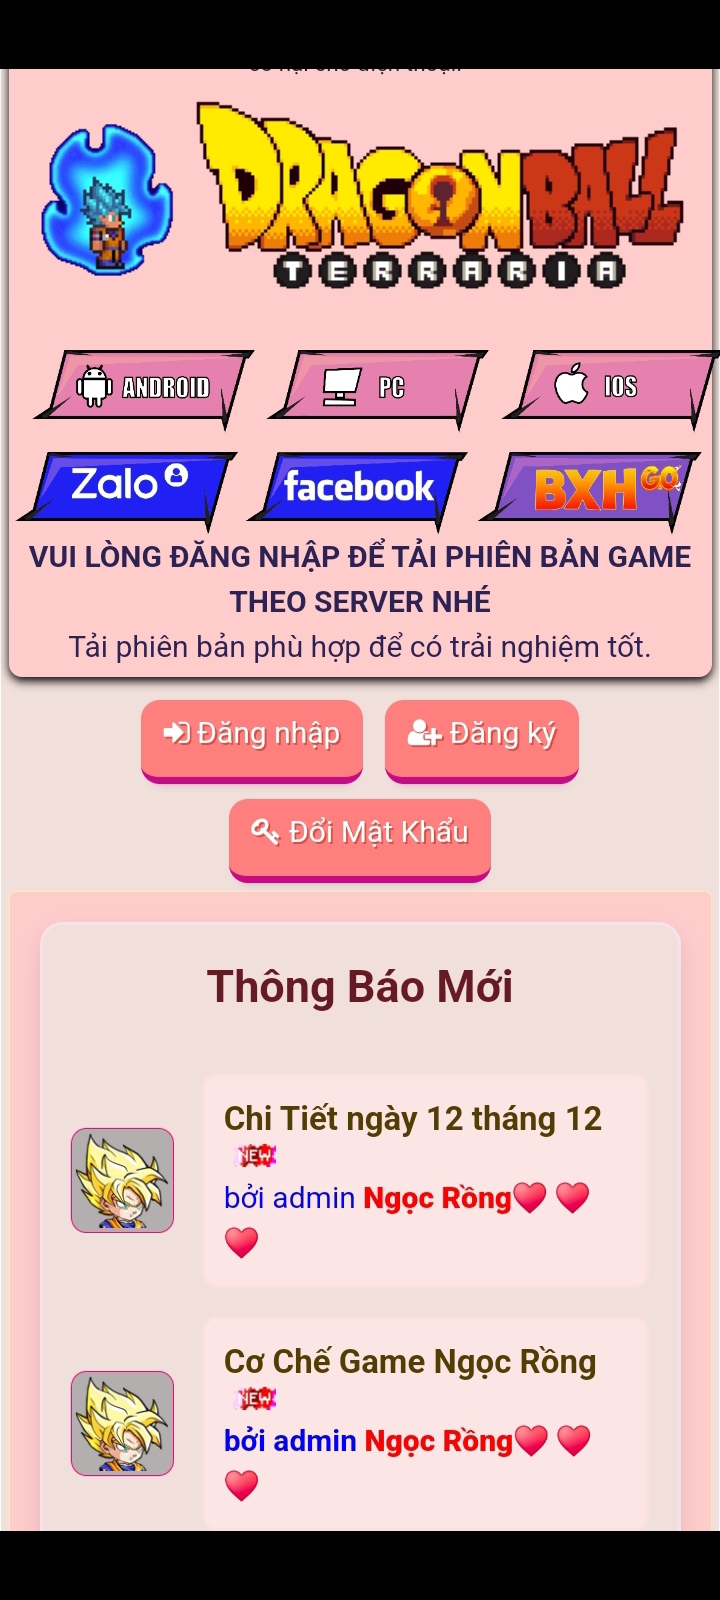 DRAGON BALL
TERRARIA
ANDROID
PC
IOS
Zalo
facebook
BXH GO
VUI LÒNG ĐĂNG NHẬP ĐỂ TẢI PHIÊN BẢN GAME
THEO SERVER NHÉ
Tải phiên bản phù hợp để có trải nghiệm tốt.
Đăng nhập
Đăng ký
Đổi Mật Khẩu
Thông Báo Mới
Chi Tiết ngày 12 tháng 12
NEW
bởi admin Ngọc Rồng
Cơ Chế Game Ngọc Rồng
NEW
bởi admin Ngọc Rồng